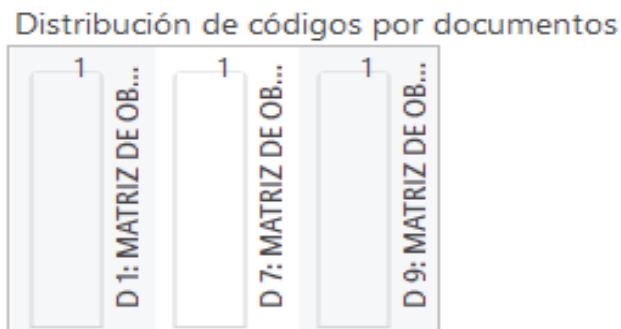 Distribución de códigos por documentos
1
D 1: MATRIZ DE OB...
1
D 7: MATRIZ DE OB...
1
D 9: MATRIZ DE OB...